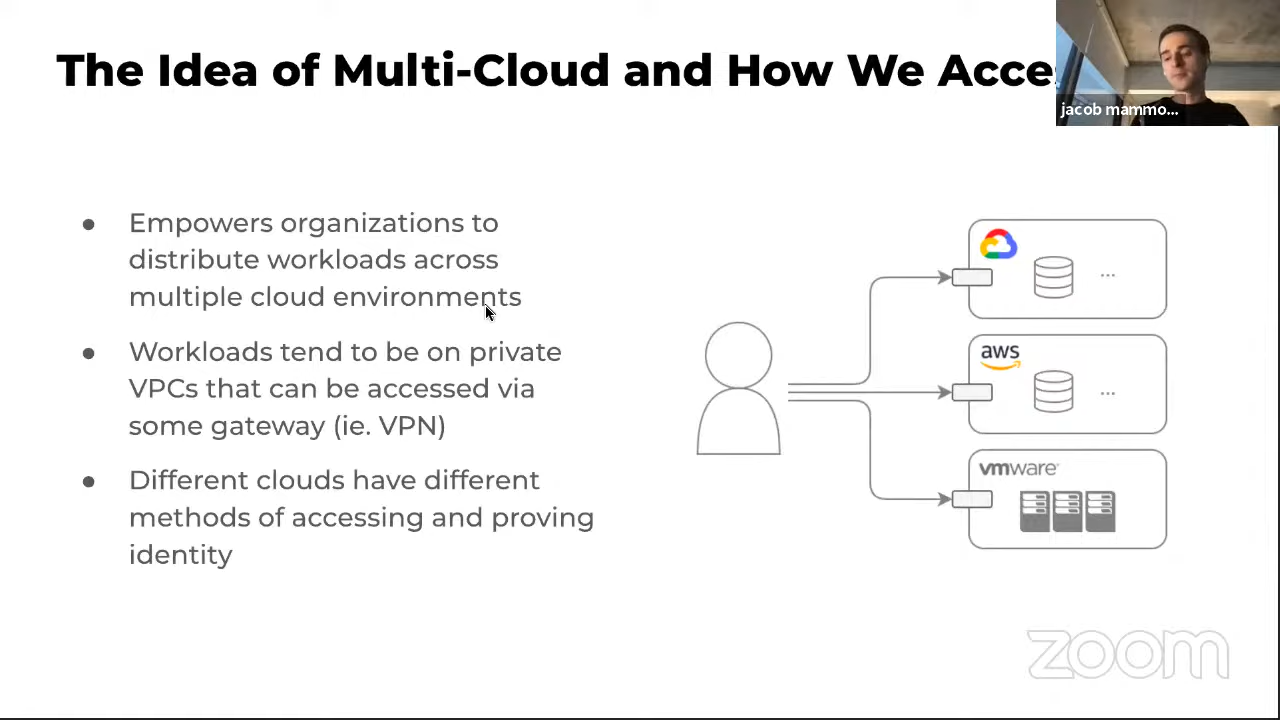 The Idea of Multi-Cloud and How We Acce
jacob mammo...
Empowers organizations to
distribute workloads across
multiple cloud environments
Workloads tend to be on private
VPCs that can be accessed via
some gateway (ie. VPN)
Different clouds have different
methods of accessing and proving
identity
...
aws
...
vmware
zoom